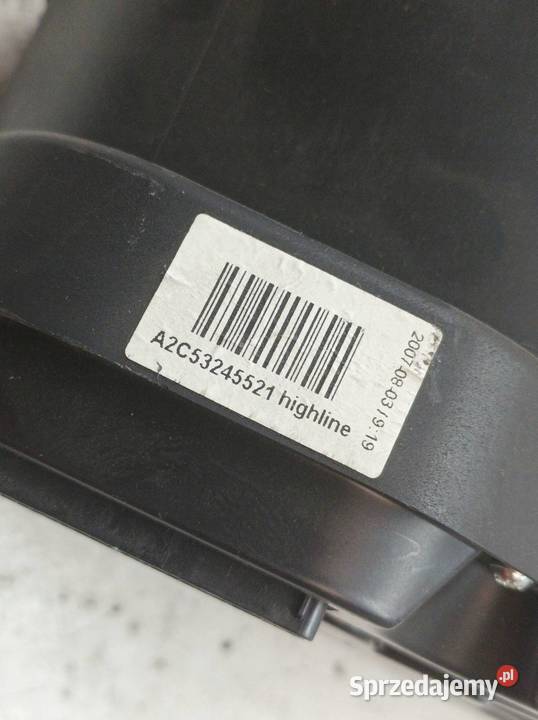 A2C53245521 highline
2007-08-03 / 9:19
Sprzedajemy.pl